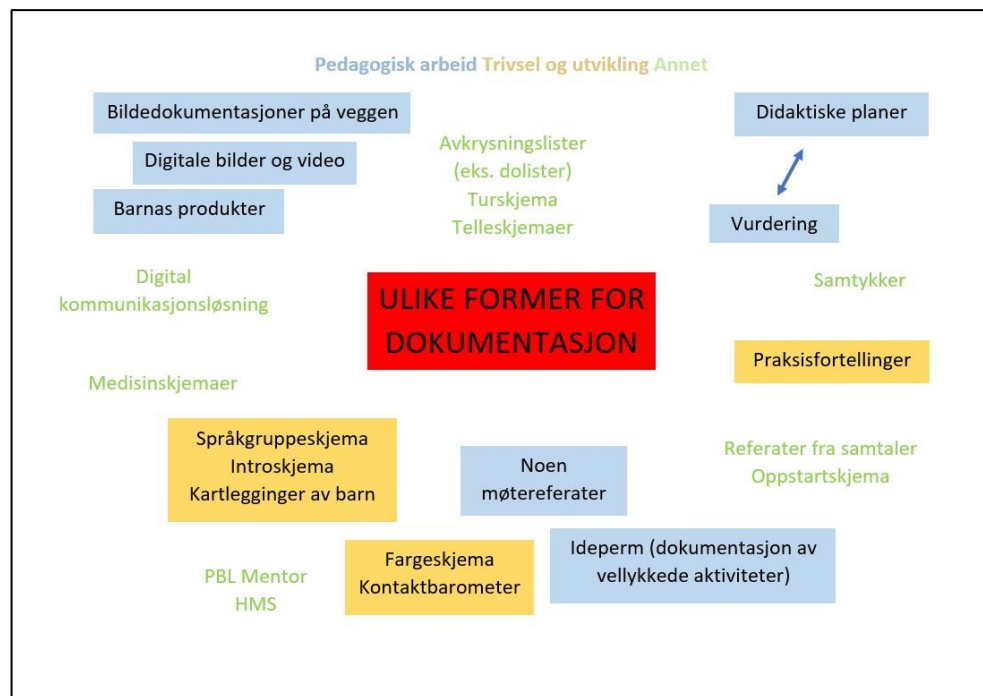 Pedagogisk arbeid Trivsel og utvikling Annet
Bildedokumentasjoner på veggen
Didaktiske planer
Avkrysningslister
(eks. dolister)
Turskjema
Telleskjemaer
Digitale bilder og video
Barnas produkter
Vurdering
Digital
kommunikasjonsløsning
ULIKE FORMER FOR
DOKUMENTASJON
Samtykker
Praksisfortellinger
Medisinskjemaer
Språkgruppeskjema
Introskjema
Kartlegginger av barn
Noen
møtereferater
Referater fra samtaler
Oppstartskjema
Fargeskjema
Kontaktbarometer
Ideperm (dokumentasjon av
vellykkede aktiviteter)
PBL Mentor
HMS